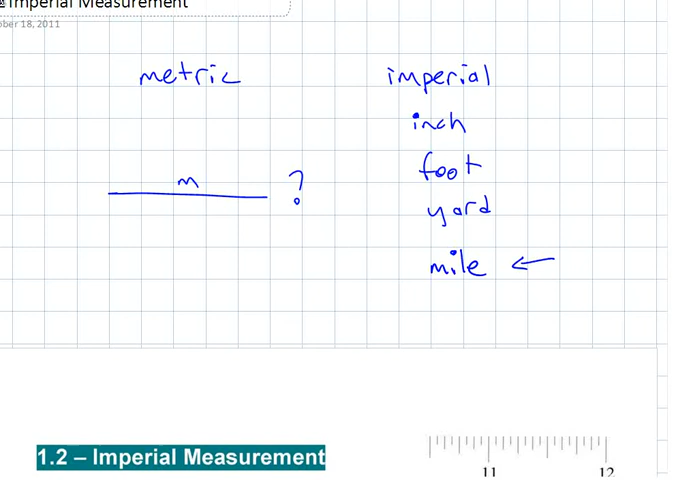 Imperial Measurement
ober 18, 2011
metric imperial
inch
m ? foot
yard
mile ←
1.2 – Imperial Measurement
11 12